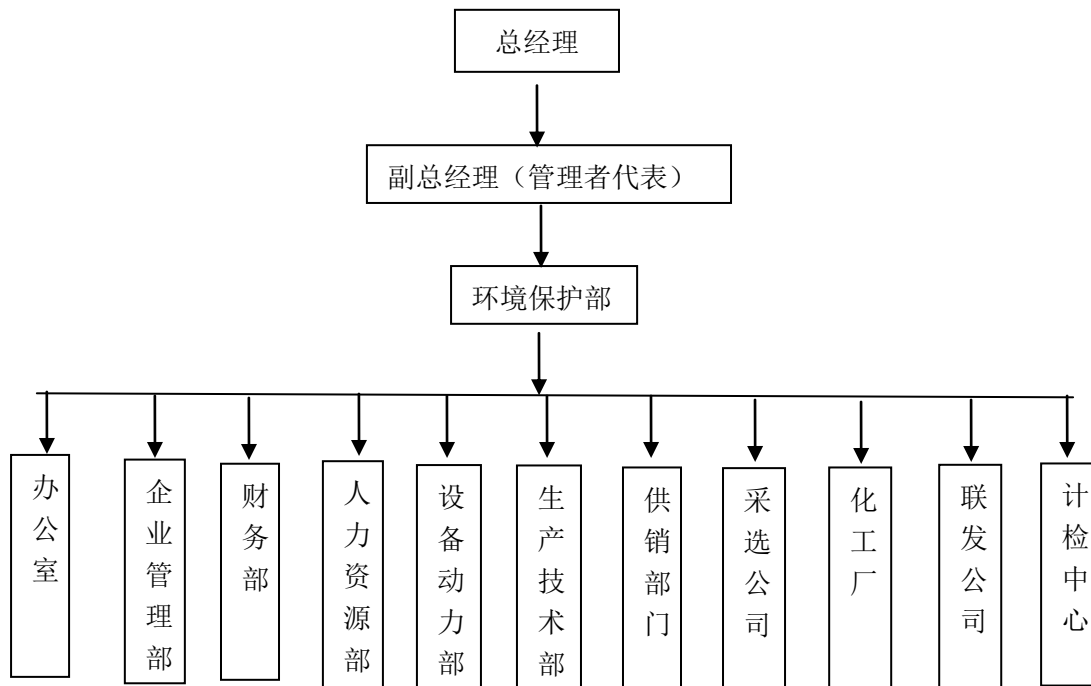 总经理
副总经理（管理者代表）
环境保护部
办公室
企业管理部
财务部
人力资源部
设备动力部
生产技术部
供销部门
采选公司
化工厂
联发公司
计检中心